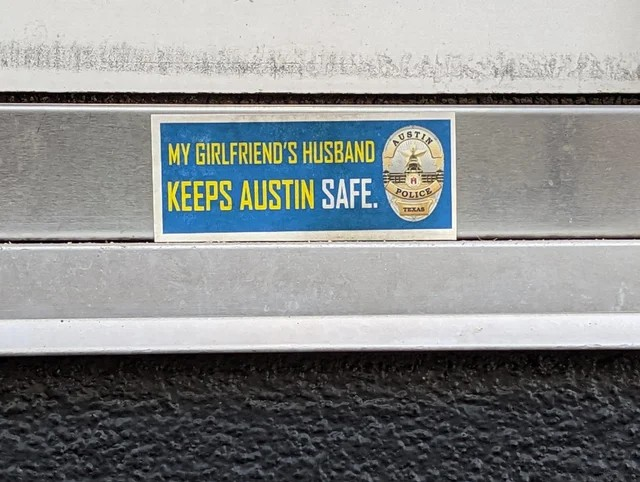 MY GIRLFRIEND'S HUSBAND
KEEPS AUSTIN SAFE.
AUSTIN
POLICE
TEXAS